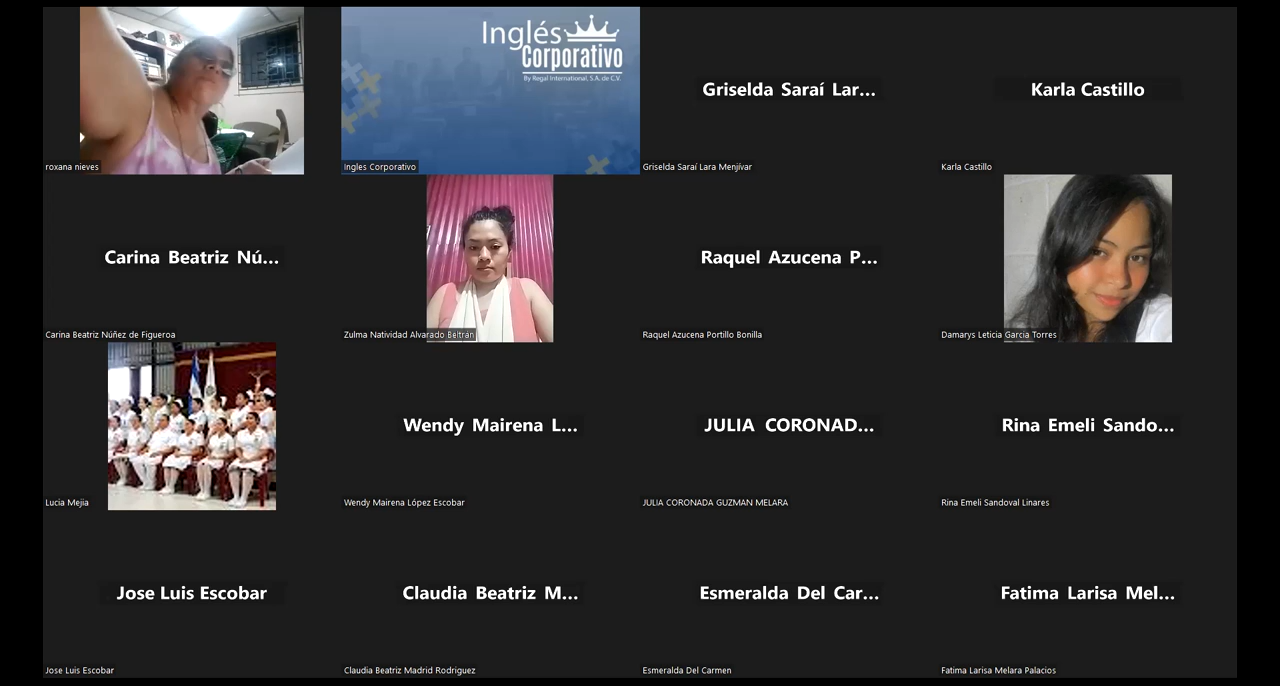 Inglés
Corporativo
By Regal International, S.A. de C.V.
Griselda Saraí Lar...
Karla Castillo
roxana nieves
Ingles Corporativo
Griselda Saraí Lara Menjívar
Karla Castillo
Carina Beatriz Nú...
Raquel Azucena P...
Carina Beatriz Núñez de Figueroa
Zulma Natividad Alvarado Beltrán
Raquel Azucena Portillo Bonilla
Damarys Leticia Garcia Torres
Wendy Mairena L...
JULIA CORONAD...
Rina Emeli Sando...
Lucia Mejia
Wendy Mairena López Escobar
JULIA CORONADA GUZMAN MELARA
Rina Emeli Sandoval Linares
Jose Luis Escobar
Claudia Beatriz M...
Esmeralda Del Car...
Fatima Larisa Mel...
Jose Luis Escobar
Claudia Beatriz Madrid Rodriguez
Esmeralda Del Carmen
Fatima Larisa Melara Palacios